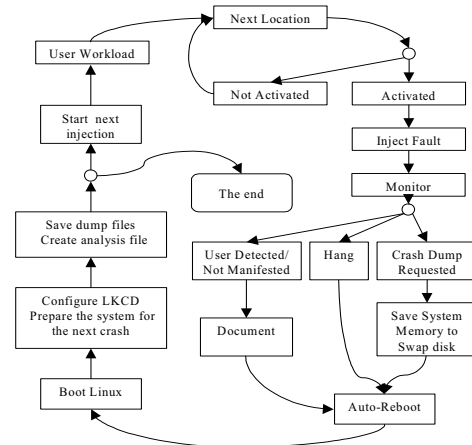 Next Location
User Workload
Not Activated
Activated
Start next
injection
Inject Fault
Monitor
The end
Save dump files
Create analysis file
User Detected/
Not Manifested
Hang
Crash Dump
Requested
Configure LKCD
Prepare the system for
the next crash
Document
Save System
Memory to
Swap disk
Boot Linux
Auto-Reboot